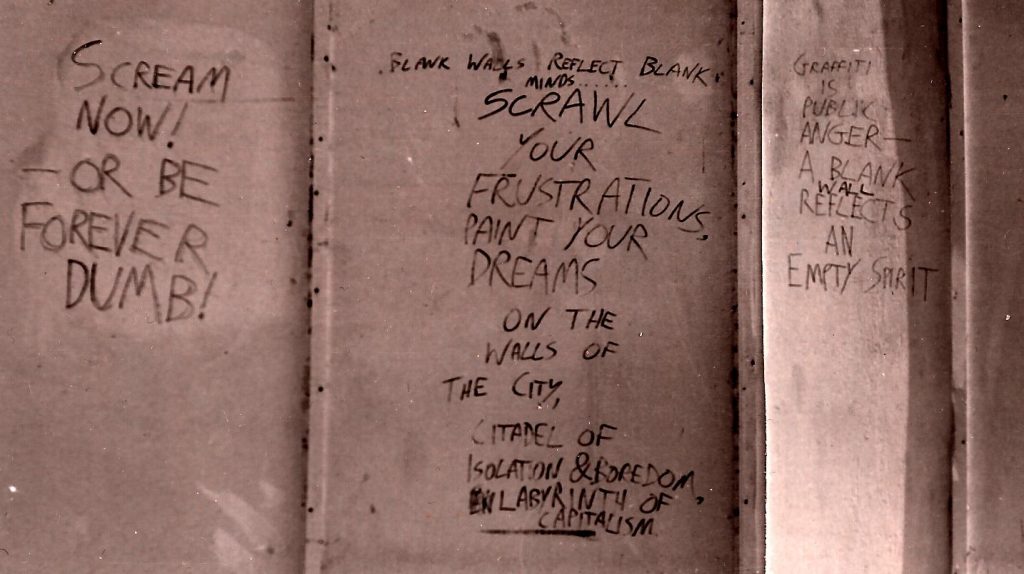 SCREAM
NOW!
— OR BE
FOREVER
DUMB!
BLANK WALLS REFLECT BLANK
MINDS......
SCRAWL
YOUR
FRUSTRATIONS,
PAINT YOUR
DREAMS
ON THE
WALLS OF
THE CITY,
CITADEL OF
ISOLATION & BOREDOM,
LABYRINTH OF
CAPITALISM
GRAFFITI
IS
PUBLIC
ANGER —
A BLANK
WALL
REFLECTS
AN
EMPTY SPIRIT